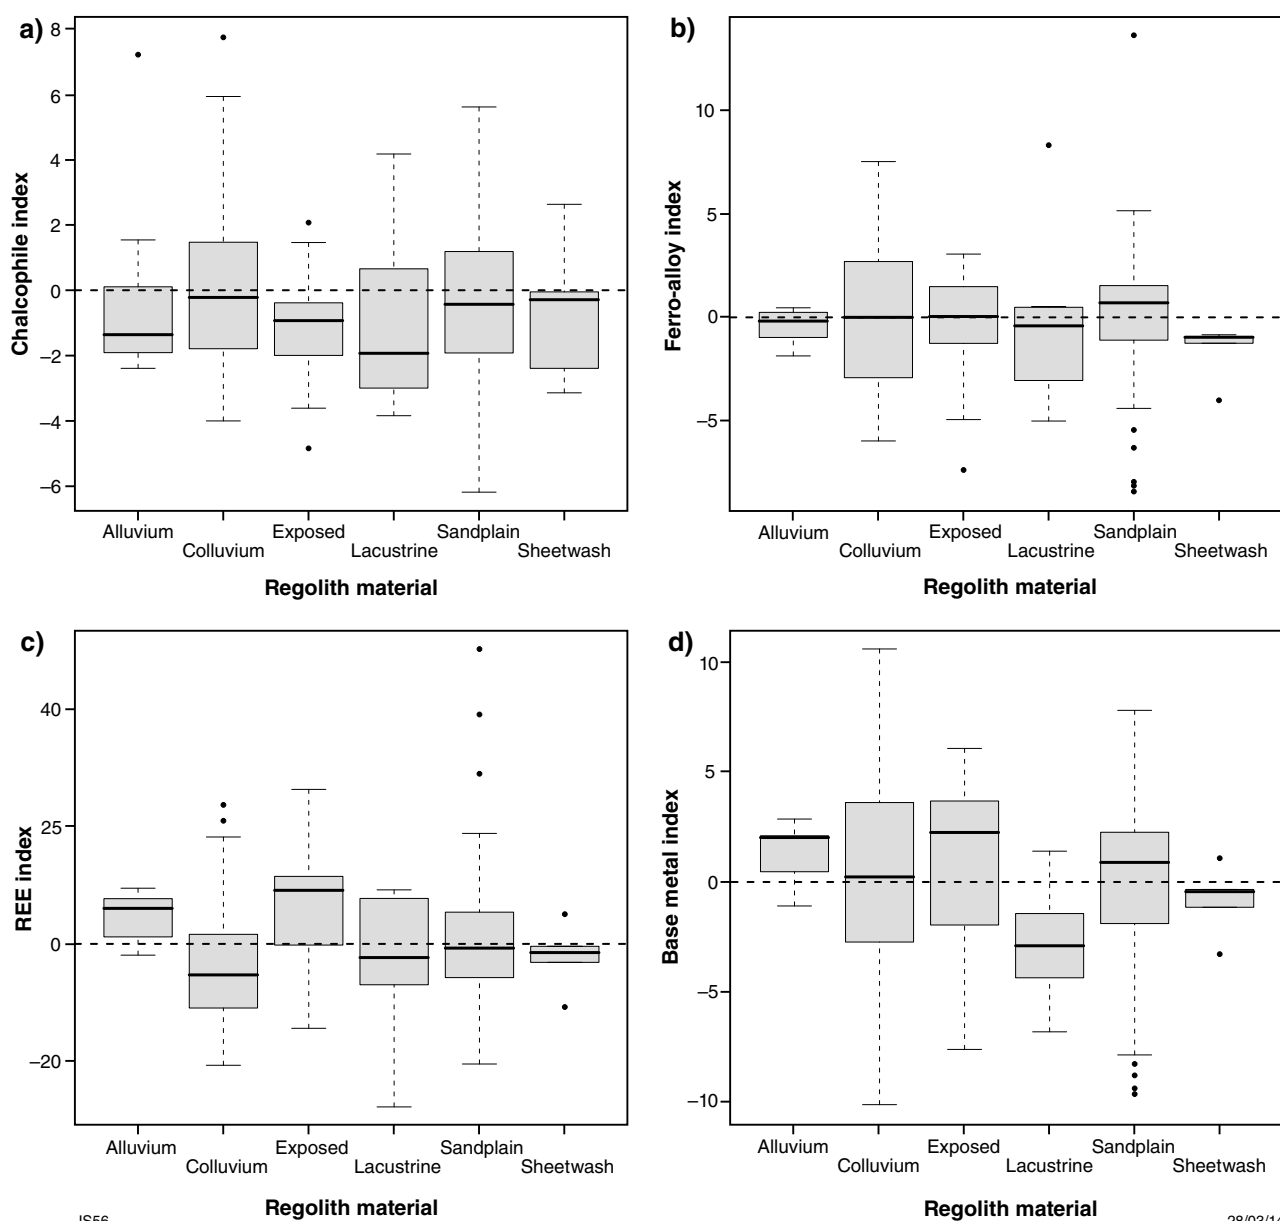 a)
8
6
4
2
0
−2
−4
−6
Chalcophile index
Alluvium
Colluvium
Exposed
Lacustrine
Sandplain
Sheetwash
Regolith material
b)
10
5
0
−5
Ferro-alloy index
Alluvium
Colluvium
Exposed
Lacustrine
Sandplain
Sheetwash
Regolith material
c)
40
25
0
−20
REE index
Alluvium
Colluvium
Exposed
Lacustrine
Sandplain
Sheetwash
Regolith material
d)
10
5
0
−5
−10
Base metal index
Alluvium
Colluvium
Exposed
Lacustrine
Sandplain
Sheetwash
Regolith material